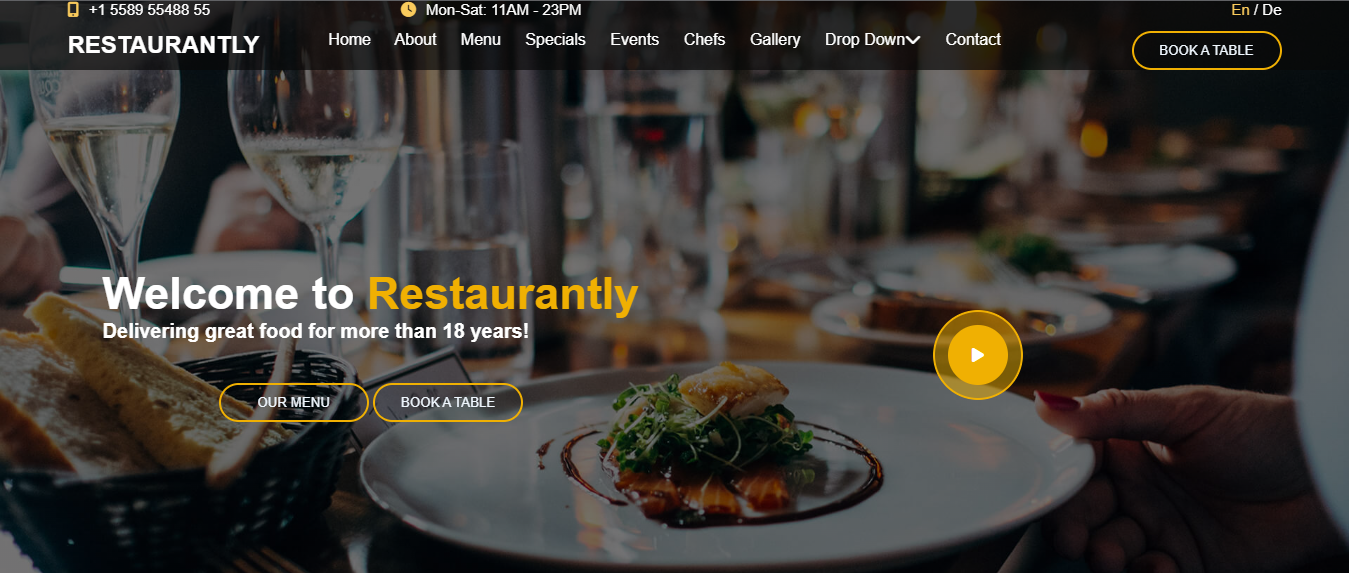 +1 5589 55488 55
Mon-Sat: 11AM - 23PM
En / De
RESTAURANTLY
Home
About
Menu
Specials
Events
Chefs
Gallery
Drop Down
Contact
BOOK A TABLE
Welcome to Restaurantly
Delivering great food for more than 18 years!
OUR MENU
BOOK A TABLE